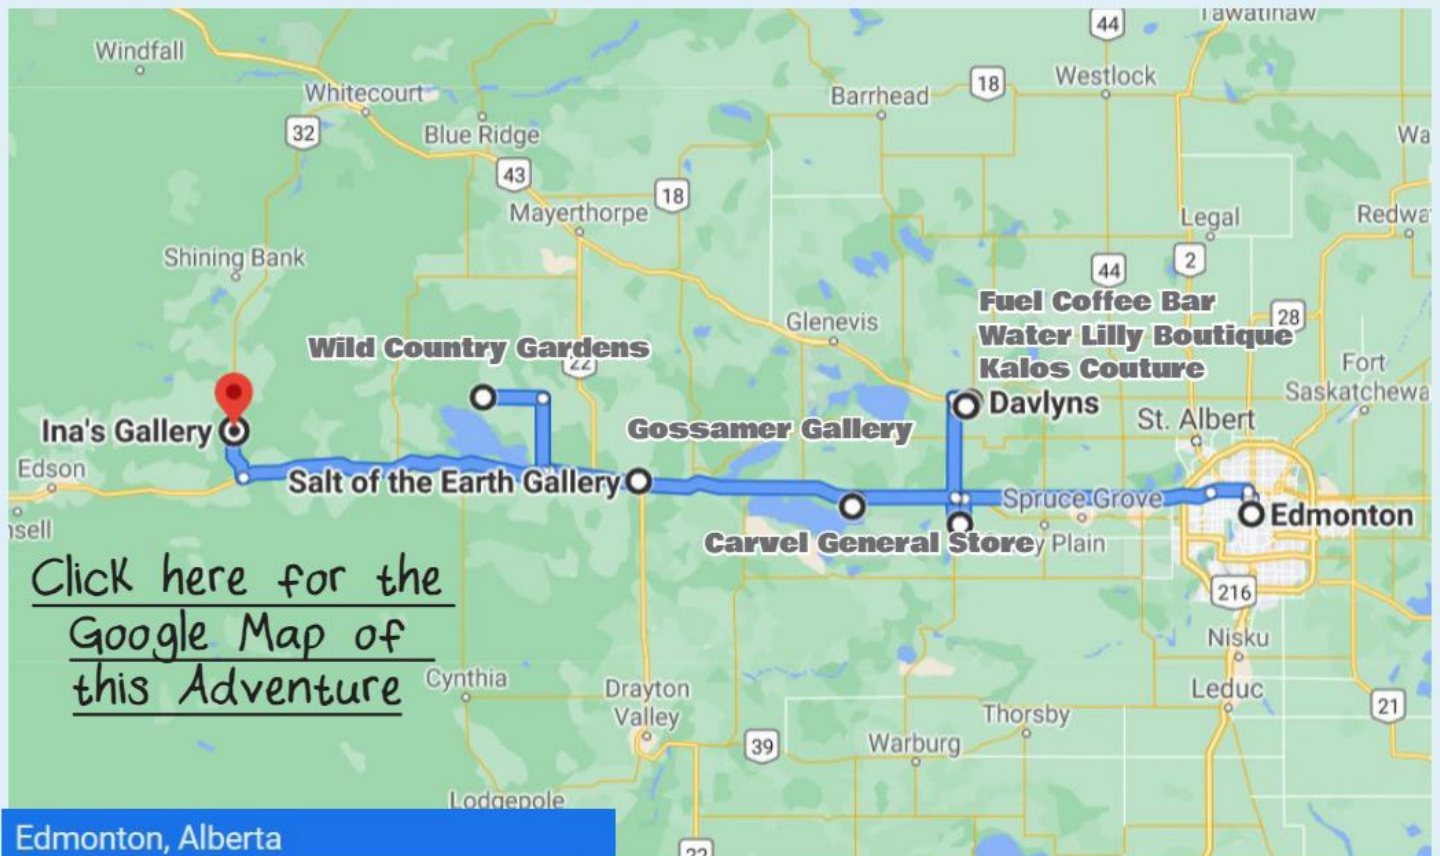 Tawatinaw
44
Windfall
Westlock
18
Whitecourt
Barrhead
32
Blue Ridge
Wa
43
18
Mayerthorpe
Legal
Redwa
Shining Bank
2
44
Fuel Coffee Bar
28
Glenevis
Water Lilly Boutique
Wild Country Gardens
22
Kalos Couture
Fort
Saskatchewa
Davlyns
St. Albert
Ina's Gallery
Gossamer Gallery
Edson
Salt of the Earth Gallery
Spruce Grove
Edmonton
nsell
Carvel General Store
y Plain
Click here for the
Google Map of
this Adventure
216
Nisku
Cynthia
Drayton
Valley
Leduc
21
Thorsby
39
Warburg
Lodgepole
Edmonton, Alberta
22